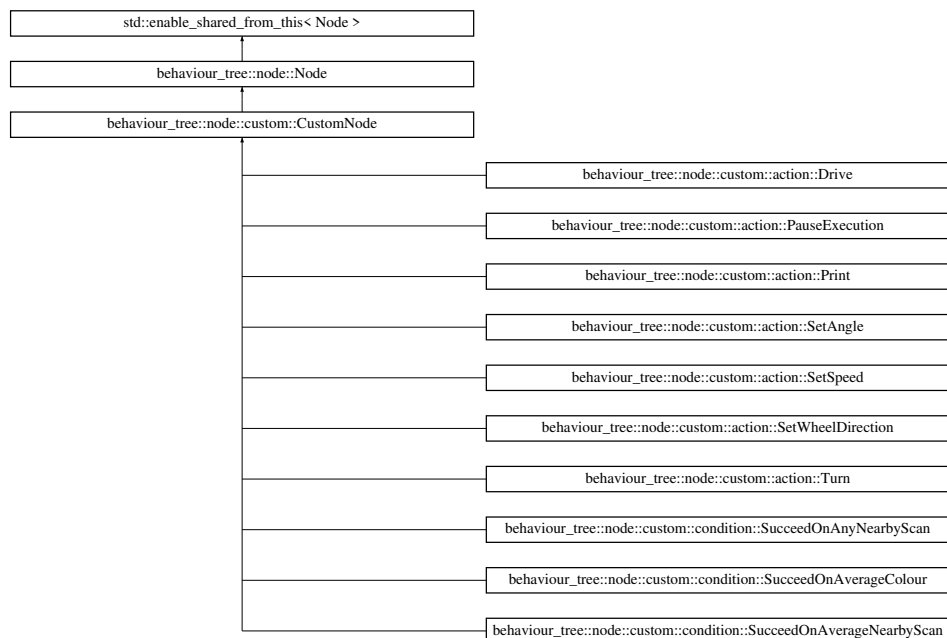 std::enable_shared_from_this< Node >
behaviour_tree::node::Node
behaviour_tree::node::custom::CustomNode
behaviour_tree::node::custom::action::Drive
behaviour_tree::node::custom::action::PauseExecution
behaviour_tree::node::custom::action::Print
behaviour_tree::node::custom::action::SetAngle
behaviour_tree::node::custom::action::SetSpeed
behaviour_tree::node::custom::action::SetWheelDirection
behaviour_tree::node::custom::action::Turn
behaviour_tree::node::custom::condition::SucceedOnAnyNearbyScan
behaviour_tree::node::custom::condition::SucceedOnAverageColour
behaviour_tree::node::custom::condition::SucceedOnAverageNearbyScan